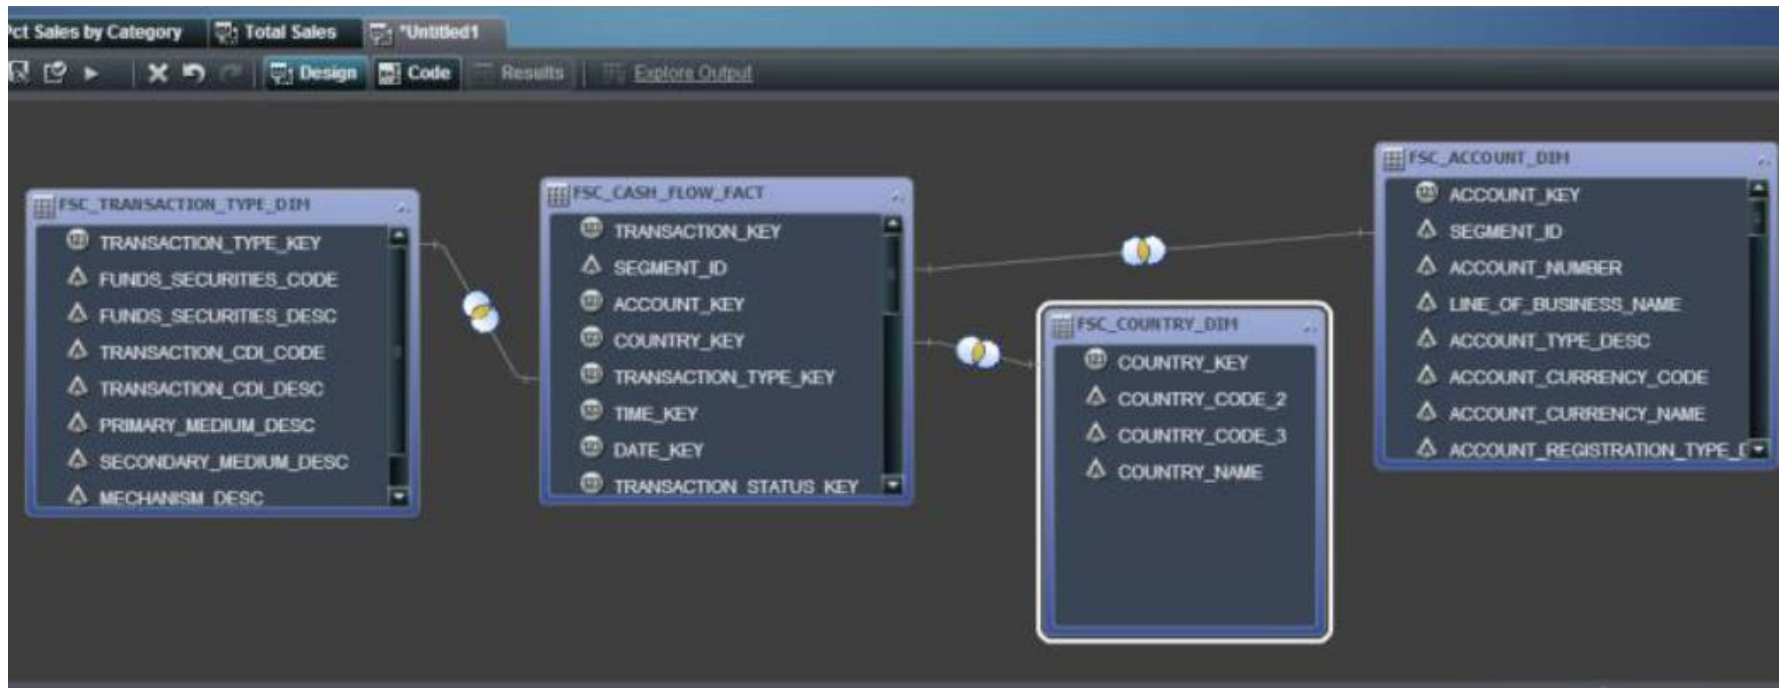 Pct Sales by Category Total Sales *Untitled1
Design Code Results Explore Output
FSC_TRANSACTION_TYPE_DIM
TRANSACTION_TYPE_KEY
FUNDS_SECURITIES_CODE
FUNDS_SECURITIES_DESC
TRANSACTION_CDI_CODE
TRANSACTION_CDI_DESC
PRIMARY_MEDIUM_DESC
SECONDARY_MEDIUM_DESC
MECHANISM_DESC
FSC_CASH_FLOW_FACT
TRANSACTION_KEY
SEGMENT_ID
ACCOUNT_KEY
COUNTRY_KEY
TRANSACTION_TYPE_KEY
TIME_KEY
DATE_KEY
TRANSACTION_STATUS_KEY
FSC_COUNTRY_DIM
COUNTRY_KEY
COUNTRY_CODE_2
COUNTRY_CODE_3
COUNTRY_NAME
FSC_ACCOUNT_DIM
ACCOUNT_KEY
SEGMENT_ID
ACCOUNT_NUMBER
LINE_OF_BUSINESS_NAME
ACCOUNT_TYPE_DESC
ACCOUNT_CURRENCY_CODE
ACCOUNT_CURRENCY_NAME
ACCOUNT_REGISTRATION_TYPE_D